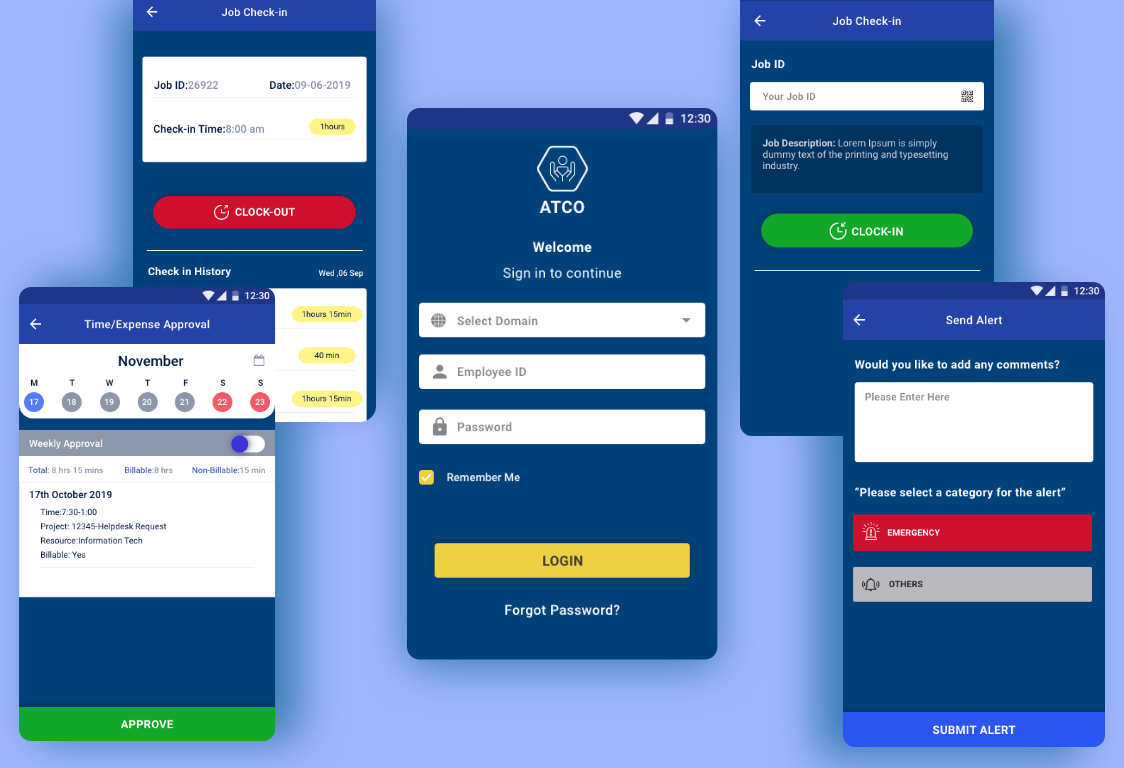 Job Check-in
Job ID:26922 Date:09-06-2019
Check-in Time:8:00 am 1hours
CLOCK-OUT
Check in History Wed ,06 Sep
1hours 15min
40 min
1hours 15min
12:30
Time/Expense Approval
November
M T W T F S S
17 18 19 20 21 22 23
Weekly Approval
Total: 8 hrs 15 mins Billable:8 hrs Non-Billable:15 min
17th October 2019
Time:7:30-1:00
Project: 12345-Helpdesk Request
Resource:Information Tech
Billable: Yes
APPROVE
12:30
ATCO
Welcome
Sign in to continue
Select Domain
Employee ID
Password
Remember Me
LOGIN
Forgot Password?
Job Check-in
Job ID
Your Job ID
Job Description: Lorem Ipsum is simply
dummy text of the printing and typesetting
industry.
CLOCK-IN
12:30
Send Alert
Would you like to add any comments?
Please Enter Here
“Please select a category for the alert”
EMERGENCY
OTHERS
SUBMIT ALERT